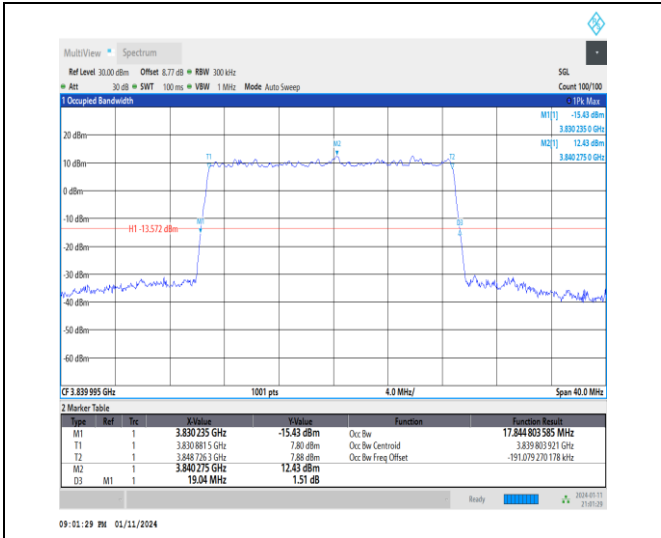 MultiView Spectrum
Ref Level 30.00 dBm Offset 8.77 dB RBW 300 kHz SGL
Att 30 dB SWT 100 ms VBW 1 MHz Mode Auto Sweep Count 100/100
1 Occupied Bandwidth 1Pk Max
M1[1] -15.43 dBm
3.830 235 0 GHz
M2[1] 12.43 dBm
3.840 275 0 GHz
20 dBm
M2
T1 T2
10 dBm
0 dBm
-10 dBm
M1 D3
H1 -13.572 dBm
-20 dBm
-30 dBm
-40 dBm
-50 dBm
-60 dBm
CF 3.839 995 GHz 1001 pts 4.0 MHz/ Span 40.0 MHz
2 Marker Table
Type Ref Trc X-Value Y-Value Function Function Result
M1 1 3.830 235 GHz -15.43 dBm Occ Bw 17.844 803 585 MHz
T1 1 3.830 881 5 GHz 7.80 dBm Occ Bw Centroid 3.839 803 921 GHz
T2 1 3.848 726 3 GHz 7.88 dBm Occ Bw Freq Offset -191.079 270 178 kHz
M2 1 3.840 275 GHz 12.43 dBm
D3 M1 1 19.04 MHz 1.51 dB
Ready 2024-01-11
21:01:29
09:01:29 PM 01/11/2024